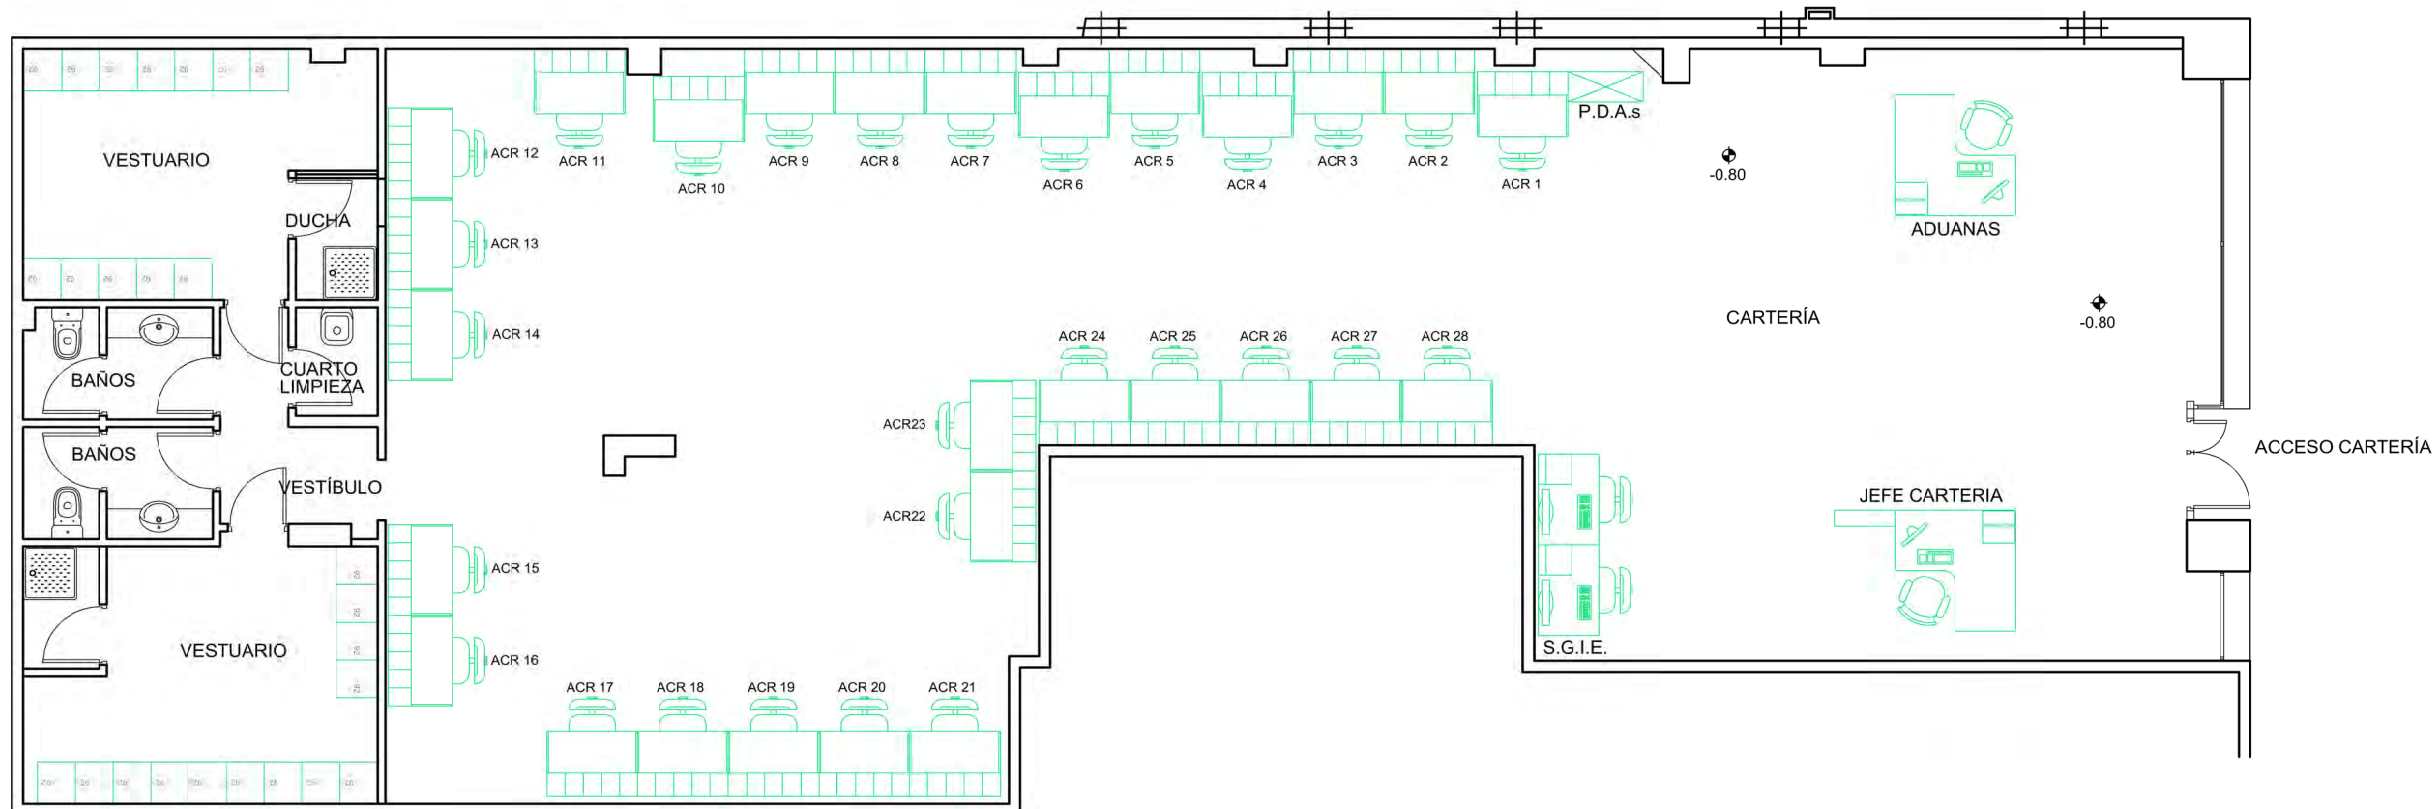 VESTUARIO
ACR 12
ACR 11
ACR 10
ACR 9
ACR 8
ACR 7
ACR 6
ACR 5
ACR 4
ACR 3
ACR 2
ACR 1
P.D.A.s
-0.80
ADUANAS
DUCHA
ACR 13
ACR 14
CARTERÍA
-0.80
ACR 24
ACR 25
ACR 26
ACR 27
ACR 28
BAÑOS
CUARTO
LIMPIEZA
ACR23
BAÑOS
VESTÍBULO
ACCESO CARTERÍA
JEFE CARTERIA
ACR22
ACR 15
VESTUARIO
ACR 16
S.G.I.E.
ACR 17
ACR 18
ACR 19
ACR 20
ACR 21